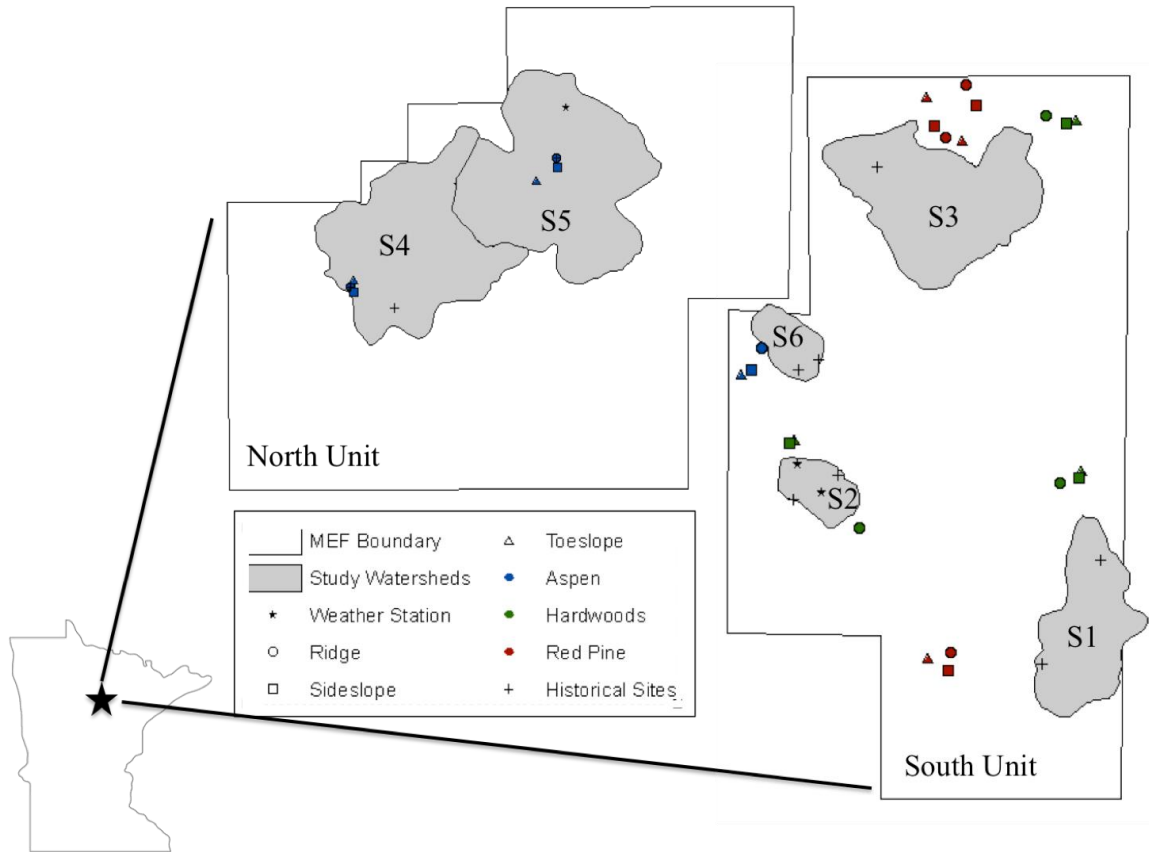 S4
S5
S3
S6
S2
S1
North Unit
South Unit
MEF Boundary
Study Watersheds
Weather Station
Ridge
Sideslope
Toeslope
Aspen
Hardwoods
Red Pine
Historical Sites